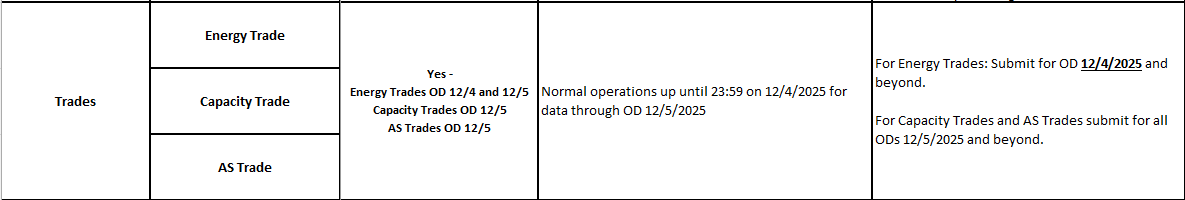 Trades
Energy Trade
Capacity Trade
AS Trade
Yes -
Energy Trades OD 12/4 and 12/5
Capacity Trades OD 12/5
AS Trades OD 12/5
Normal operations up until 23:59 on 12/4/2025 for
data through OD 12/5/2025
For Energy Trades: Submit for OD 12/4/2025 and
beyond.
For Capacity Trades and AS Trades submit for all
ODs 12/5/2025 and beyond.